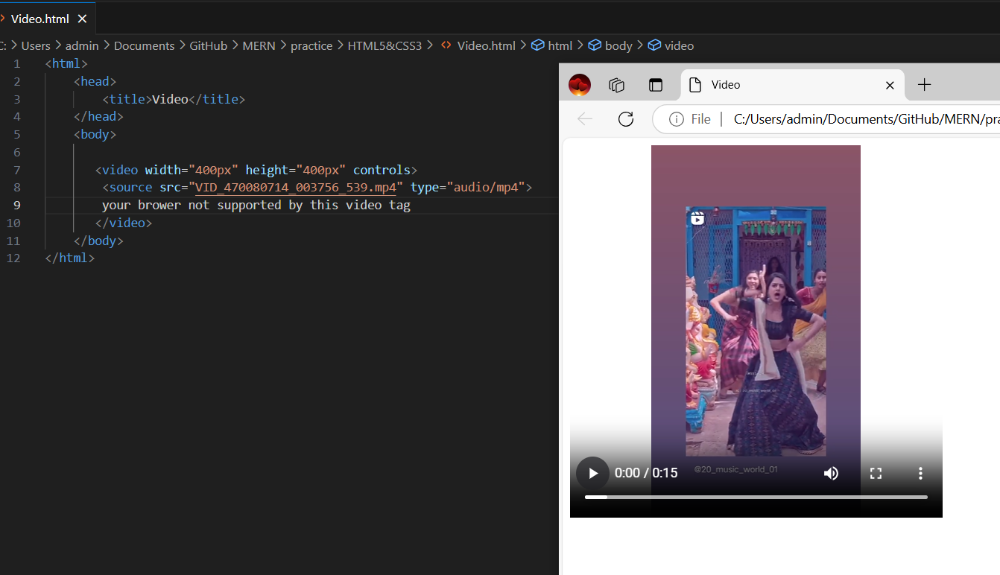 Video.html
C: > Users > admin > Documents > GitHub > MERN > practice > HTML5&CSS3 > <> Video.html > html > body > video
1 <html>
2 <head>
3 <title>Video</title>
4 </head>
5 <body>
6
7 <video width="400px" height="400px" controls>
8 <source src="VID_470080714_003756_539.mp4" type="audio/mp4">
9 your brower not supported by this video tag
10 </video>
11 </body>
12 </html>
Video
File | C:/Users/admin/Documents/GitHub/MERN/pra
@20_music_world_01
0:00 / 0:15